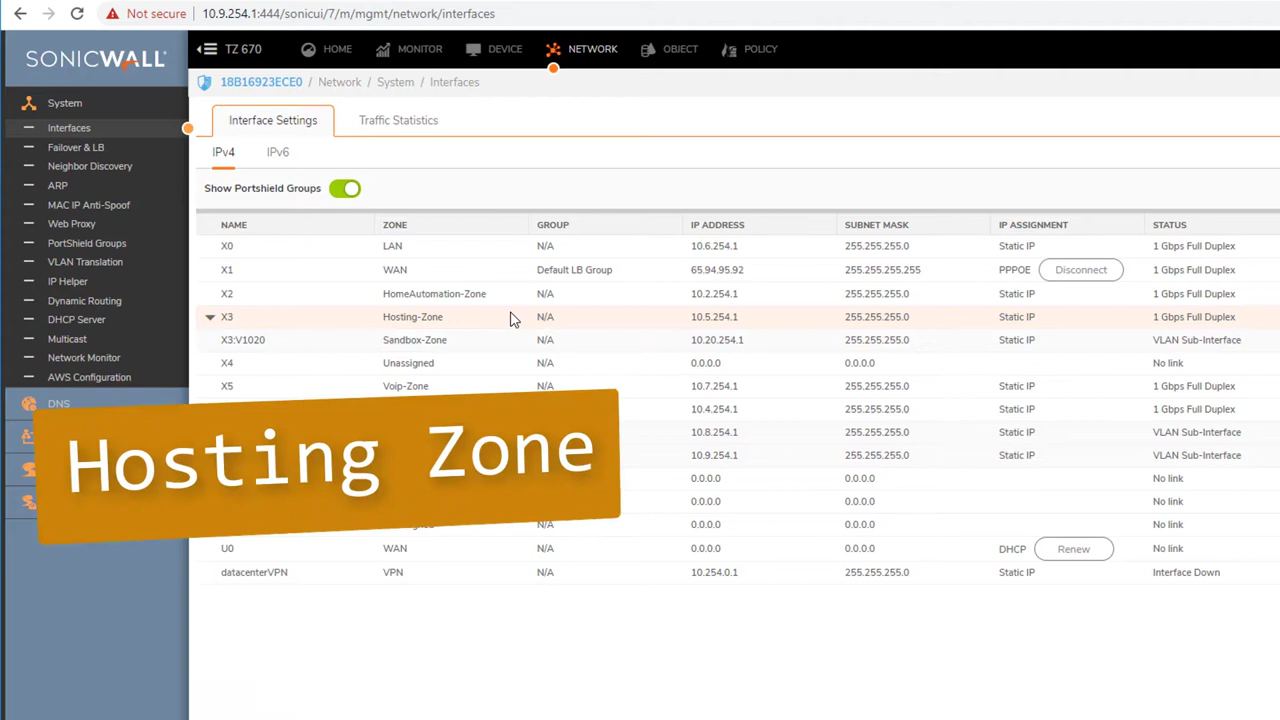 Not secure 10.9.254.1:444/sonicui/7/m/mgmt/network/interfaces
SONICWALL TZ 670 HOME MONITOR DEVICE NETWORK OBJECT POLICY
18B16923ECE0 / Network / System / Interfaces
System
Interfaces
Failover & LB
Neighbor Discovery
ARP
MAC IP Anti-Spoof
Web Proxy
PortShield Groups
VLAN Translation
IP Helper
Dynamic Routing
DHCP Server
Multicast
Network Monitor
AWS Configuration
DNS
Interface Settings Traffic Statistics
IPv4 IPv6
Show Portshield Groups
NAME ZONE GROUP IP ADDRESS SUBNET MASK IP ASSIGNMENT STATUS
X0 LAN N/A 10.6.254.1 255.255.255.0 Static IP 1 Gbps Full Duplex
X1 WAN Default LB Group 65.94.95.92 255.255.255.255 PPPOE Disconnect 1 Gbps Full Duplex
X2 HomeAutomation-Zone N/A 10.2.254.1 255.255.255.0 Static IP 1 Gbps Full Duplex
X3 Hosting-Zone N/A 10.5.254.1 255.255.255.0 Static IP 1 Gbps Full Duplex
X3:V1020 Sandbox-Zone N/A 10.20.254.1 255.255.255.0 Static IP VLAN Sub-Interface
X4 Unassigned N/A 0.0.0.0 0.0.0.0 No link
X5 Voip-Zone N/A 10.7.254.1 255.255.255.0 Static IP 1 Gbps Full Duplex
10.4.254.1 255.255.255.0 Static IP 1 Gbps Full Duplex
10.8.254.1 255.255.255.0 Static IP VLAN Sub-Interface
10.9.254.1 255.255.255.0 Static IP VLAN Sub-Interface
0.0.0.0 0.0.0.0 No link
0.0.0.0 0.0.0.0 No link
N/A 0.0.0.0 0.0.0.0 No link
U0 WAN N/A 0.0.0.0 0.0.0.0 DHCP Renew No link
datacenterVPN VPN N/A 10.254.0.1 255.255.255.0 Static IP Interface Down
Hosting Zone